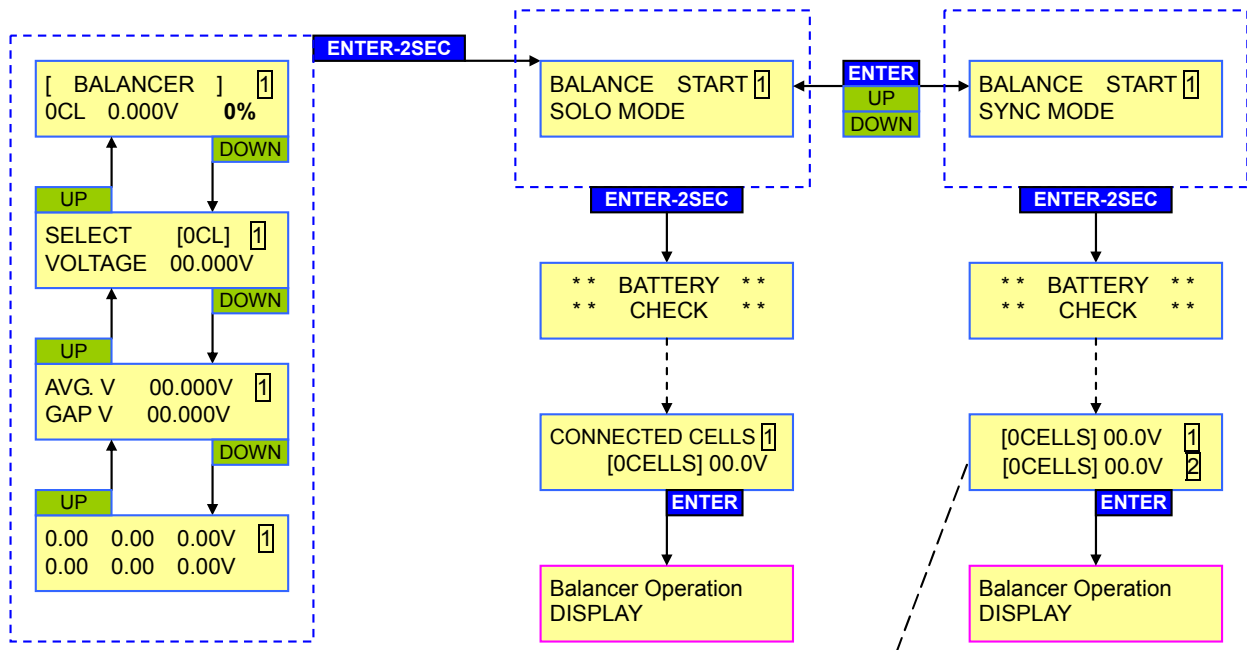 ENTER-2SEC
[ BALANCER ] 1
0CL 0.000V 0%
DOWN
UP
SELECT [0CL] 1
VOLTAGE 00.000V
DOWN
UP
AVG. V 00.000V 1
GAP V 00.000V
DOWN
UP
0.00 0.00 0.00V 1
0.00 0.00 0.00V
BALANCE START 1
SOLO MODE
ENTER
UP
DOWN
BALANCE START 1
SYNC MODE
ENTER-2SEC
** BATTERY **
** CHECK **
CONNECTED CELLS 1
[0CELLS] 00.0V
ENTER
Balancer Operation
DISPLAY
ENTER-2SEC
** BATTERY **
** CHECK **
[0CELLS] 00.0V 1
[0CELLS] 00.0V 2
ENTER
Balancer Operation
DISPLAY